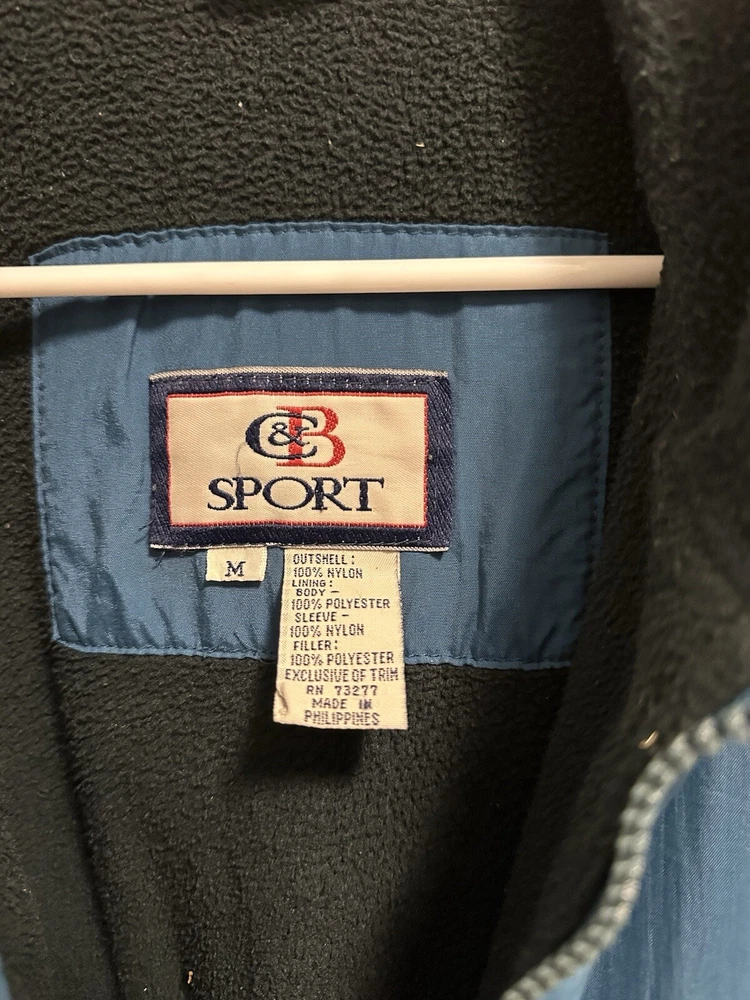 C&B
SPORT
M
OUTSHELL:
100% NYLON
LINING:
BODY –
100% POLYESTER
SLEEVE –
100% NYLON
FILLER:
100% POLYESTER
EXCLUSIVE OF TRIM
RN 73277
MADE IN
PHILIPPINES